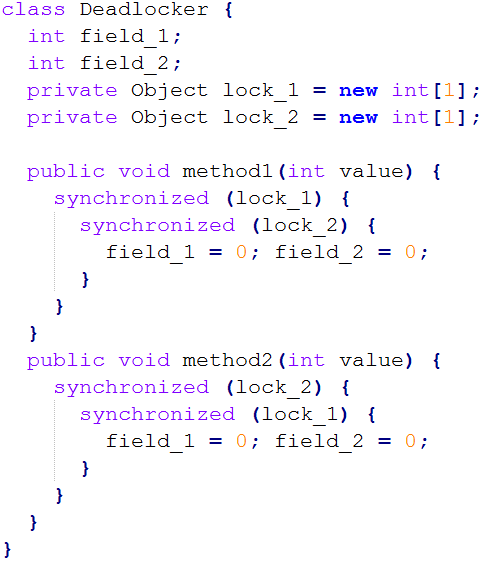 class Deadlocker {
  int field_1;
  int field_2;
  private Object lock_1 = new int[1];
  private Object lock_2 = new int[1];

  public void method1(int value) {
    synchronized (lock_1) {
      synchronized (lock_2) {
        field_1 = 0; field_2 = 0;
      }
    }
  }
  public void method2(int value) {
    synchronized (lock_2) {
      synchronized (lock_1) {
        field_1 = 0; field_2 = 0;
      }
    }
  }
}